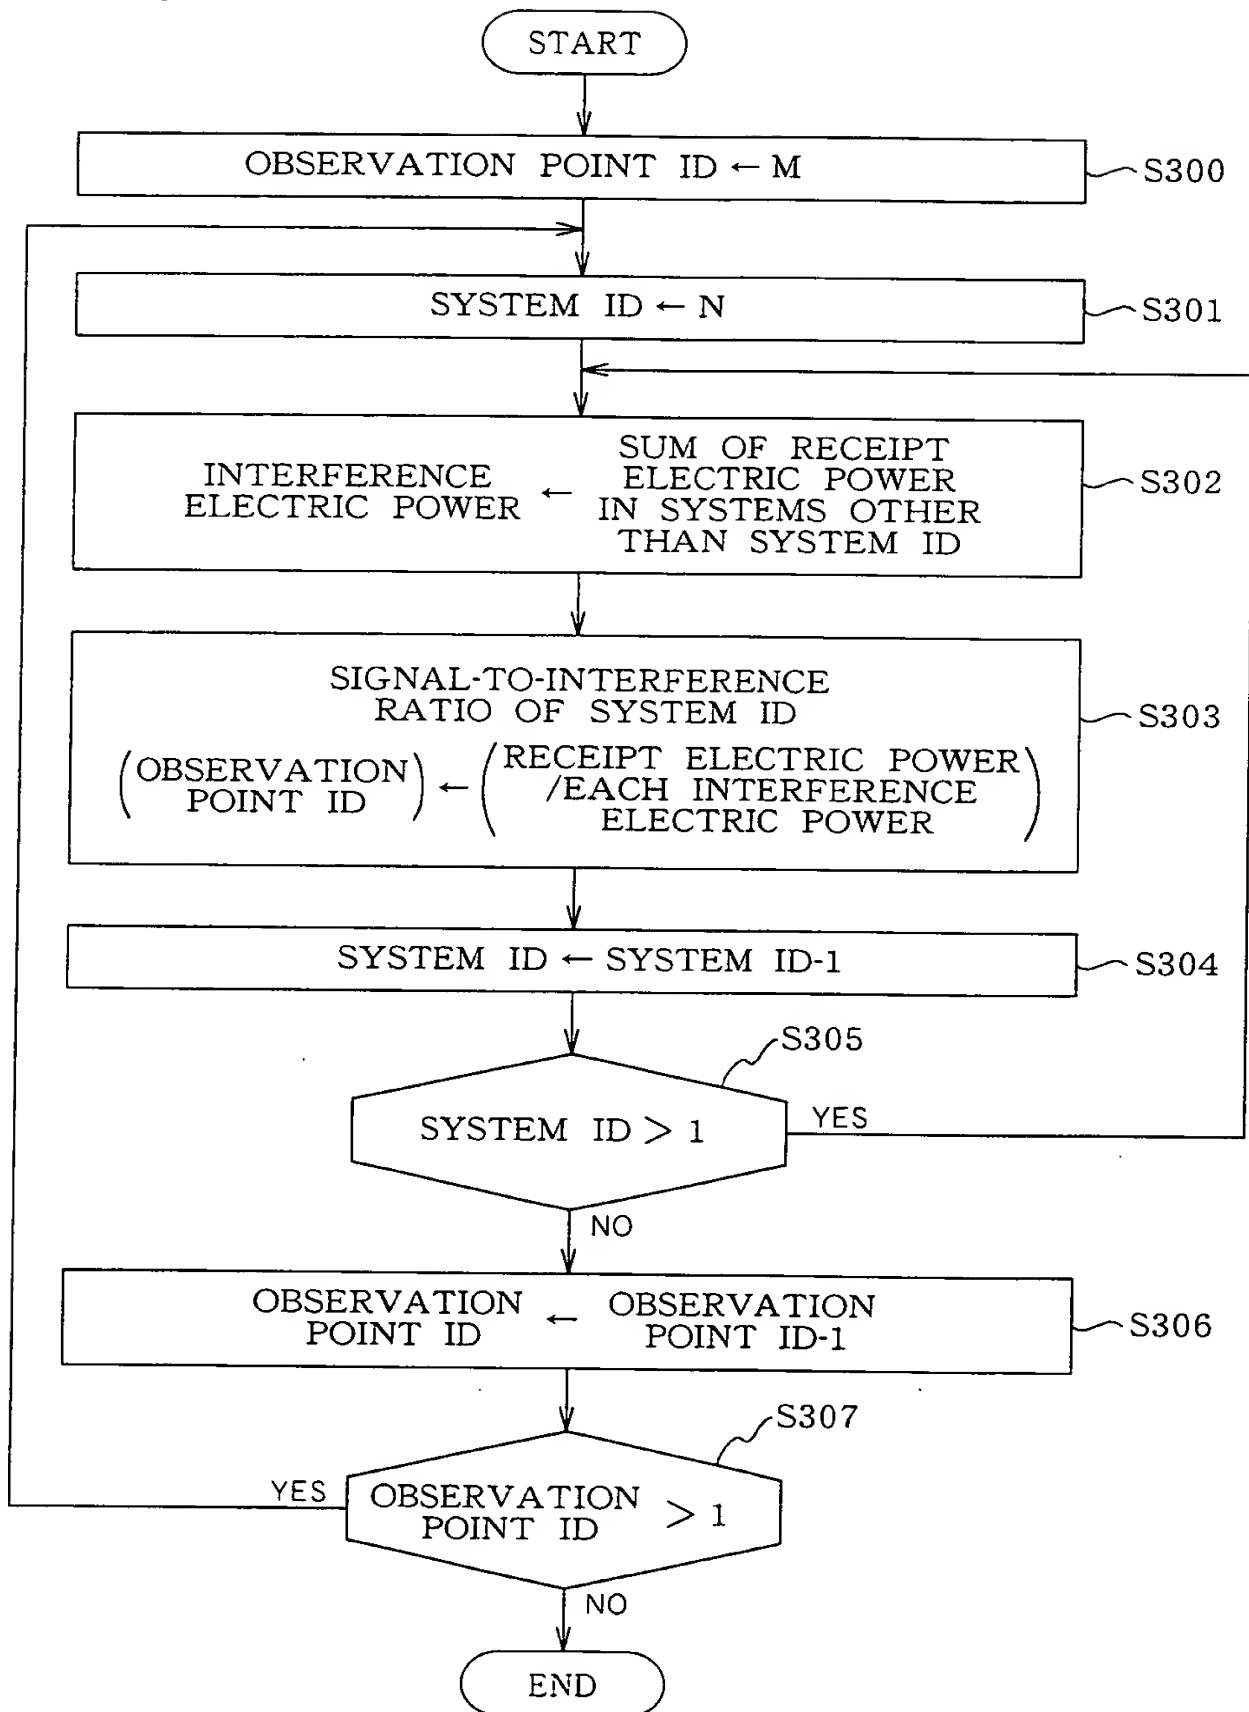 START
OBSERVATION POINT ID ← M
S300
SYSTEM ID ← N
S301
INTERFERENCE
ELECTRIC POWER
←
SUM OF RECEIPT
ELECTRIC POWER
IN SYSTEMS OTHER
THAN SYSTEM ID
S302
SIGNAL-TO-INTERFERENCE
RATIO OF SYSTEM ID
(OBSERVATION
POINT ID)
←
(RECEIPT ELECTRIC POWER
/EACH INTERFERENCE
ELECTRIC POWER)
S303
SYSTEM ID ← SYSTEM ID-1
S304
S305
SYSTEM ID > 1
YES
NO
OBSERVATION
POINT ID
←
OBSERVATION
POINT ID-1
S306
S307
YES
OBSERVATION
POINT ID
> 1
NO
END